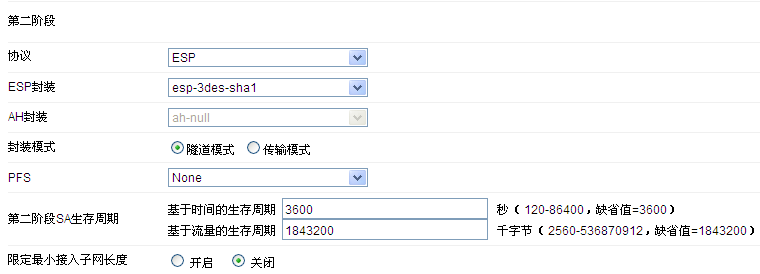 第二阶段
协议 ESP
ESP封装 esp-3des-sha1
AH封装 ah-null
封装模式 隧道模式 传输模式
PFS None
第二阶段SA生存周期 基于时间的生存周期 3600 秒（120-86400，缺省值=3600）
基于流量的生存周期 1843200 千字节（2560-536870912，缺省值=1843200）
限定最小接入子网长度 开启 关闭